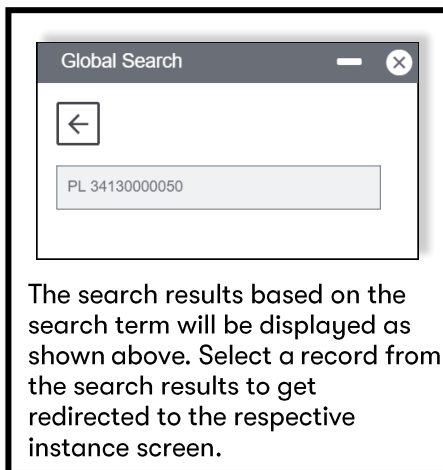 Global Search
PL 34130000050
The search results based on the
search term will be displayed as
shown above. Select a record from
the search results to get
redirected to the respective
instance screen.